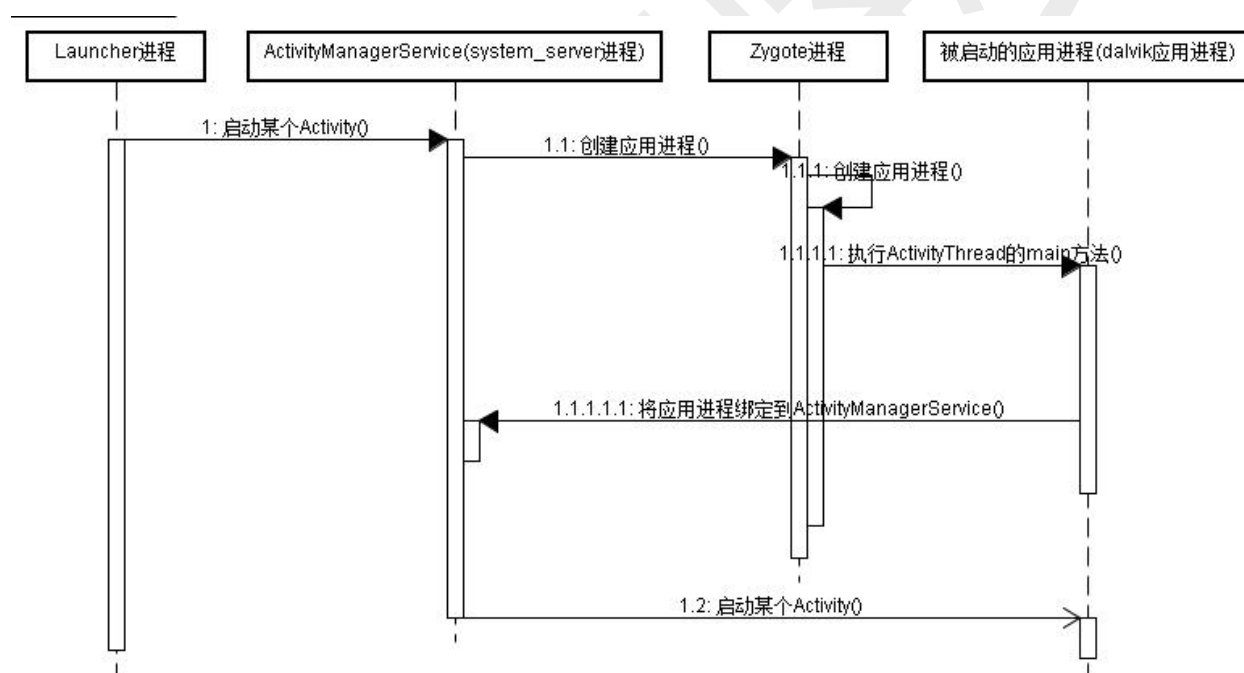 Launcher进程
ActivityManagerService(system_server进程)
Zygote进程
被启动的应用进程(dalvik应用进程)
1: 启动某个Activity()
1.1: 创建应用进程()
1.1.1: 创建应用进程()
1.1.1.1: 执行ActivityThread的main方法()
1.1.1.1.1: 将应用进程绑定到ActivityManagerService()
1.2: 启动某个Activity()